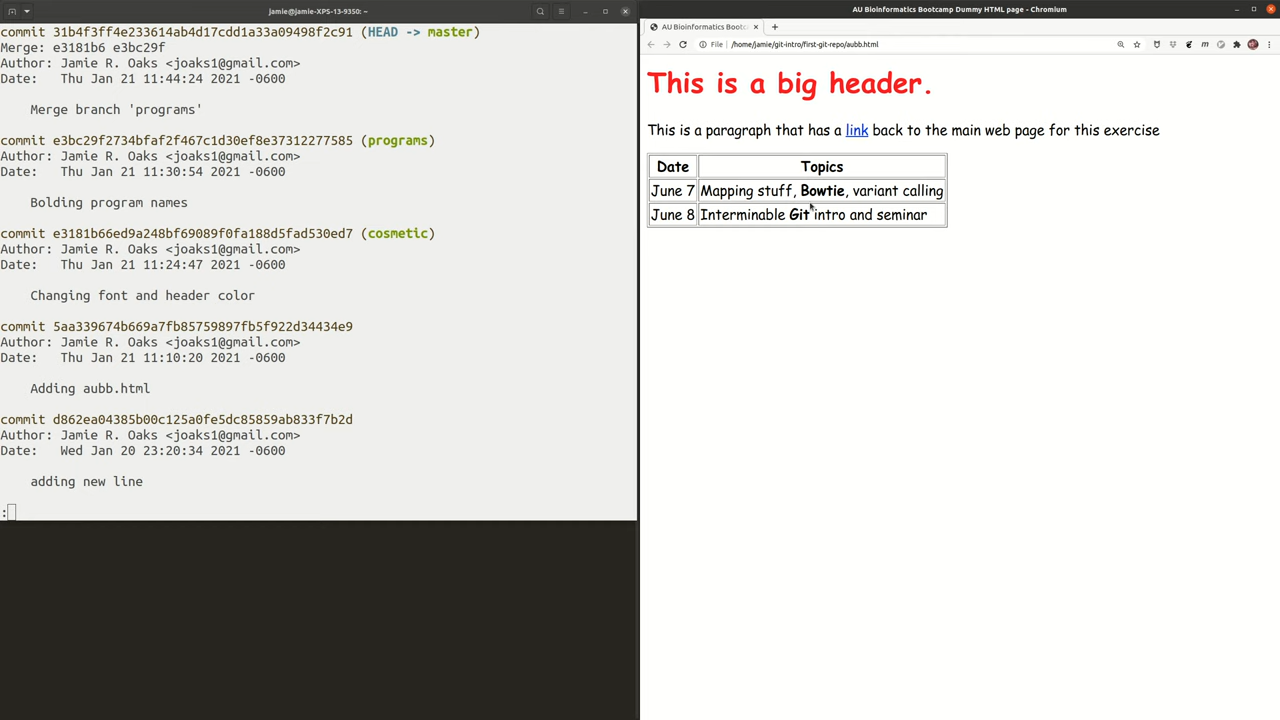 jamie@jamie-XPS-13-9350: ~
commit 31b4f3ff4e233614ab4d17cdd1a33a09498f2c91 (HEAD -> master)
Merge: e3181b6 e3bc29f
Author: Jamie R. Oaks <joaks1@gmail.com>
Date:   Thu Jan 21 11:44:24 2021 -0600
Merge branch 'programs'
commit e3bc29f2734bfaf2f467c1d30ef8e37312277585 (programs)
Author: Jamie R. Oaks <joaks1@gmail.com>
Date:   Thu Jan 21 11:30:54 2021 -0600
Bolding program names
commit e3181b66ed9a248bf69089f0fa188d5fad530ed7 (cosmetic)
Author: Jamie R. Oaks <joaks1@gmail.com>
Date:   Thu Jan 21 11:24:47 2021 -0600
Changing font and header color
commit 5aa339674b669a7fb85759897fb5f922d34434e9
Author: Jamie R. Oaks <joaks1@gmail.com>
Date:   Thu Jan 21 11:10:20 2021 -0600
Adding aubb.html
commit d862ea04385b00c125a0fe5dc85859ab833f7b2d
Author: Jamie R. Oaks <joaks1@gmail.com>
Date:   Wed Jan 20 23:20:34 2021 -0600
adding new line
:
AU Bioinformatics Bootcamp Dummy HTML page - Chromium
AU Bioinformatics Bootc
File | /home/jamie/git-intro/first-git-repo/aubb.html
This is a big header.
This is a paragraph that has a link back to the main web page for this exercise
Date Topics
June 7 Mapping stuff, Bowtie, variant calling
June 8 Interminable Git intro and seminar